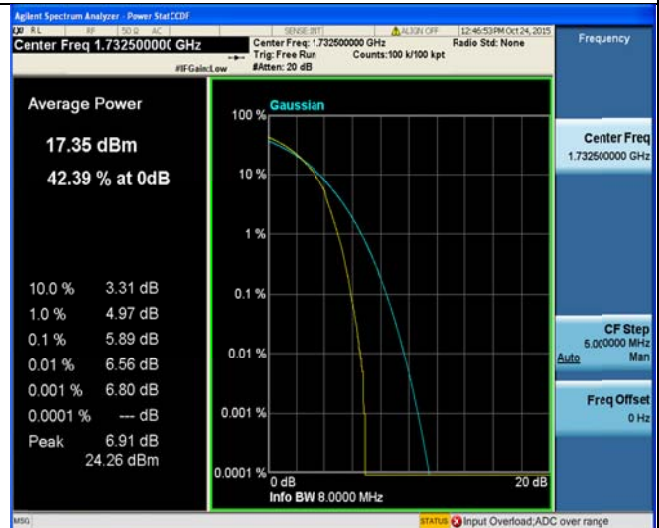 Agilent Spectrum Analyzer - Power Stat CCDF
RL RF 50 Ω AC SENSE:INT ALIGN OFF 12:46:53 PM Oct 24, 2015
Center Freq 1.732500000 GHz
Center Freq: 1.732500000 GHz Radio Std: None
Trig: Free Run Counts:100 k/100 kpt
#IFGain:Low #Atten: 20 dB
Frequency
Average Power
17.35 dBm
42.39 % at 0dB
10.0 % 3.31 dB
1.0 % 4.97 dB
0.1 % 5.89 dB
0.01 % 6.56 dB
0.001 % 6.80 dB
0.0001 % --- dB
Peak 6.91 dB
24.26 dBm
Gaussian
100 %
10 %
1 %
0.1 %
0.01 %
0.001 %
0.0001 %
0 dB 20 dB
Info BW 8.0000 MHz
Center Freq
1.732500000 GHz
CF Step
5.000000 MHz
Auto Man
Freq Offset
0 Hz
MSG STATUS Input Overload;ADC over range